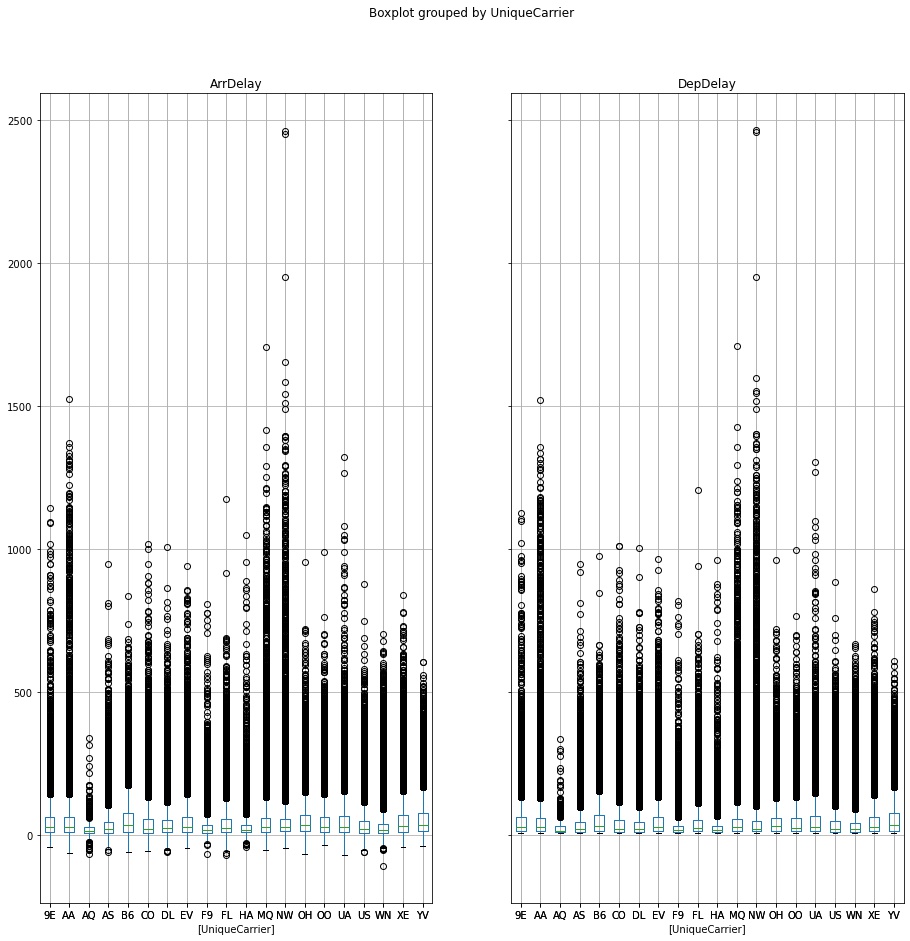 Boxplot grouped by UniqueCarrier
ArrDelay
DepDelay
2500
2000
1500
1000
500
0
9E AA AQ AS B6 CO DL EV F9 FL HA MQ NW OH OO UA US WN XE YV
9E AA AQ AS B6 CO DL EV F9 FL HA MQ NW OH OO UA US WN XE YV
[UniqueCarrier]
[UniqueCarrier]